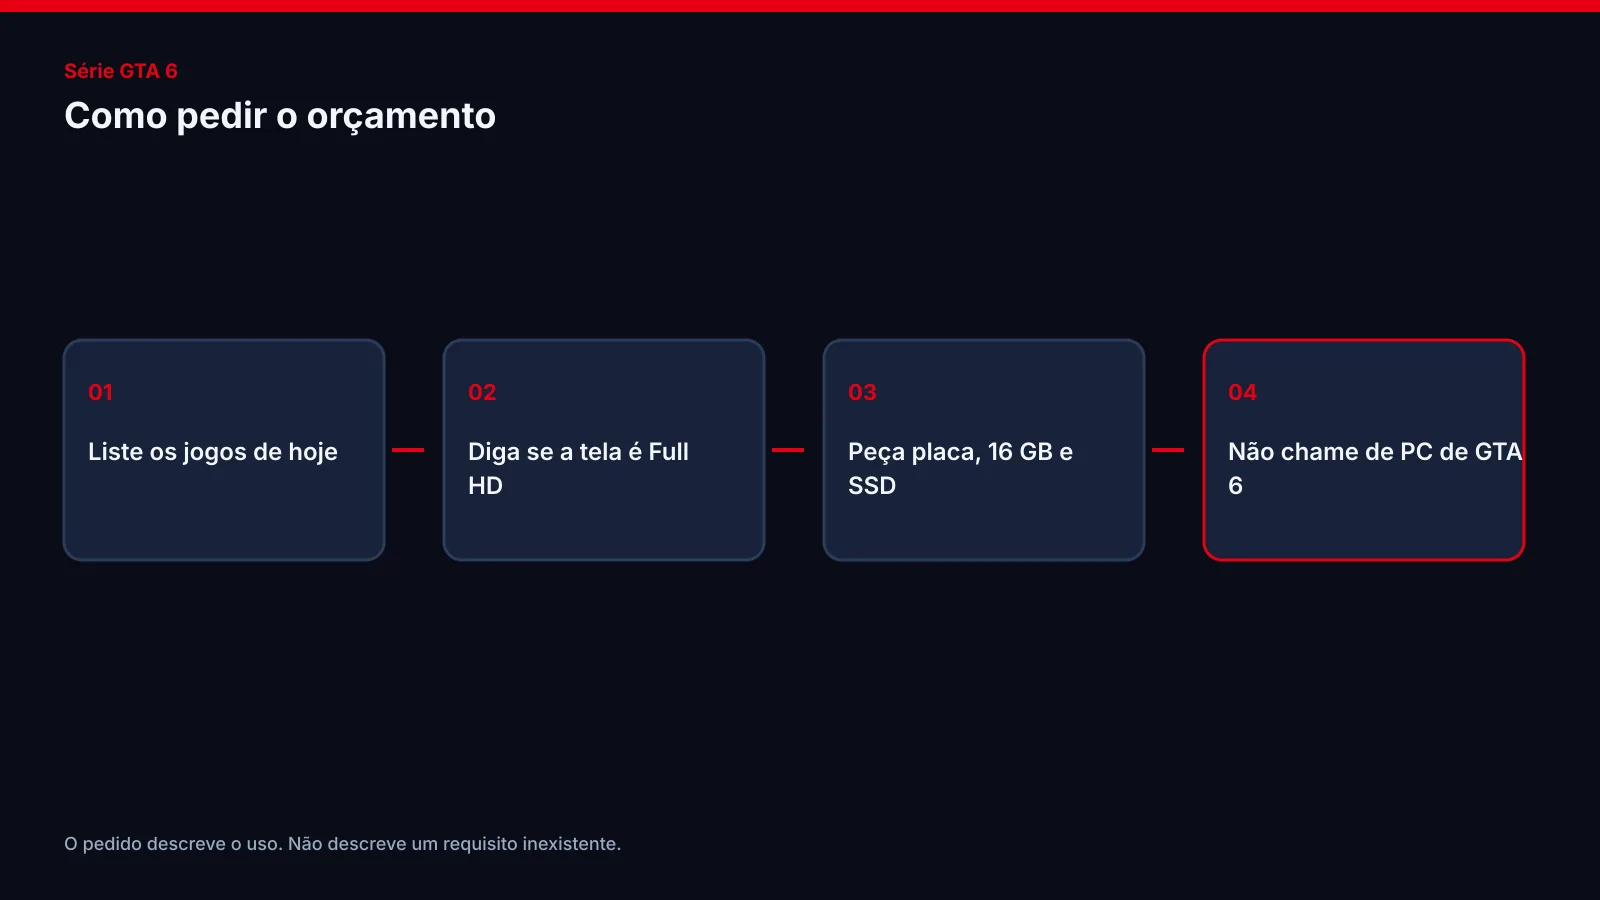 Série GTA 6
Como pedir o orçamento
01
Liste os jogos de hoje
02
Diga se a tela é Full
HD
03
Peça placa, 16 GB e
SSD
04
Não chame de PC de GTA
6
O pedido descreve o uso. Não descreve um requisito inexistente.